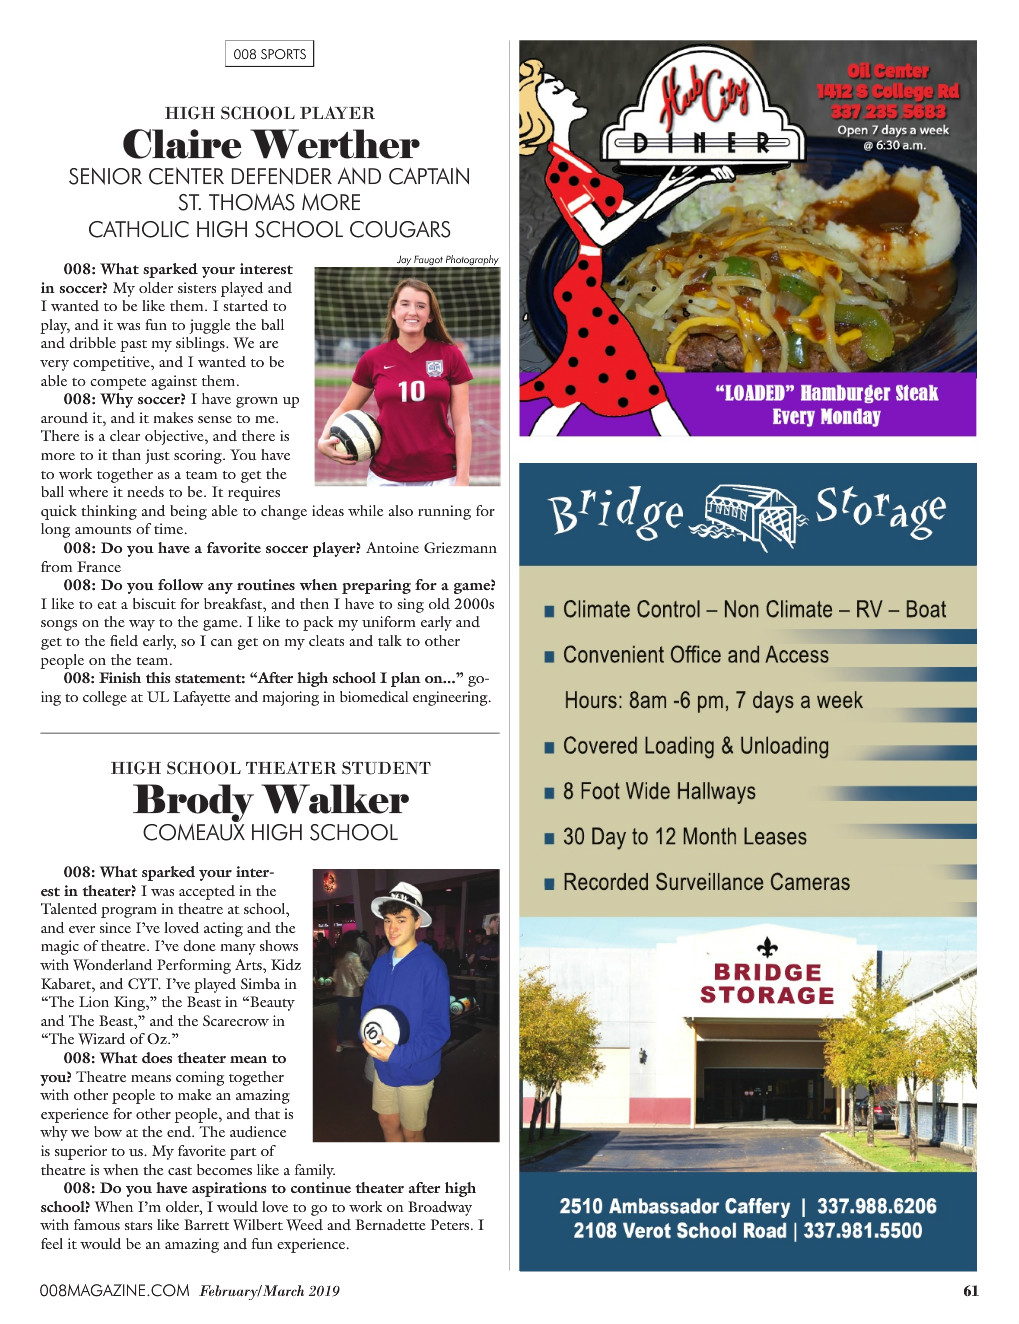 008 SPORTS
HIGH SCHOOL PLAYER
Claire Werther
SENIOR CENTER DEFENDER AND CAPTAIN
ST. THOMAS MORE
CATHOLIC HIGH SCHOOL COUGARS
Jay Faugot Photography
008: What sparked your interest
in soccer? My older sisters played and
I wanted to be like them. I started to
play, and it was fun to juggle the ball
and dribble past my siblings. We are
very competitive, and I wanted to be
able to compete against them.
008: Why soccer? I have grown up
around it, and it makes sense to me.
There is a clear objective, and there is
more to it than just scoring. You have
to work together as a team to get the
ball where it needs to be. It requires
quick thinking and being able to change ideas while also running for
long amounts of time.
008: Do you have a favorite soccer player? Antoine Griezmann
from France
008: Do you follow any routines when preparing for a game?
I like to eat a biscuit for breakfast, and then I have to sing old 2000s
songs on the way to the game. I like to pack my uniform early and
get to the field early, so I can get on my cleats and talk to other
people on the team.
008: Finish this statement: “After high school I plan on...” go-
ing to college at UL Lafayette and majoring in biomedical engineering.
10
HIGH SCHOOL THEATER STUDENT
Brody Walker
COMEAUX HIGH SCHOOL
008: What sparked your inter-
est in theater? I was accepted in the
Talented program in theatre at school,
and ever since I’ve loved acting and the
magic of theatre. I’ve done many shows
with Wonderland Performing Arts, Kidz
Kabaret, and CYT. I’ve played Simba in
“The Lion King,” the Beast in “Beauty
and The Beast,” and the Scarecrow in
“The Wizard of Oz.”
008: What does theater mean to
you? Theatre means coming together
with other people to make an amazing
experience for other people, and that is
why we bow at the end. The audience
is superior to us. My favorite part of
theatre is when the cast becomes like a family.
008: Do you have aspirations to continue theater after high
school? When I’m older, I would love to go to work on Broadway
with famous stars like Barrett Wilbert Weed and Bernadette Peters. I
feel it would be an amazing and fun experience.
10
Hub City
DINER
Oil Center
1412 S College Rd
337 235 5683
Open 7 days a week
@ 6:30 a.m.
“LOADED” Hamburger Steak
Every Monday
Bridge Storage
Climate Control – Non Climate – RV – Boat
Convenient Office and Access
Hours: 8am -6 pm, 7 days a week
Covered Loading & Unloading
8 Foot Wide Hallways
30 Day to 12 Month Leases
Recorded Surveillance Cameras
BRIDGE
STORAGE
2510 Ambassador Caffery | 337.988.6206
2108 Verot School Road | 337.981.5500
008MAGAZINE.COM February/March 2019
61